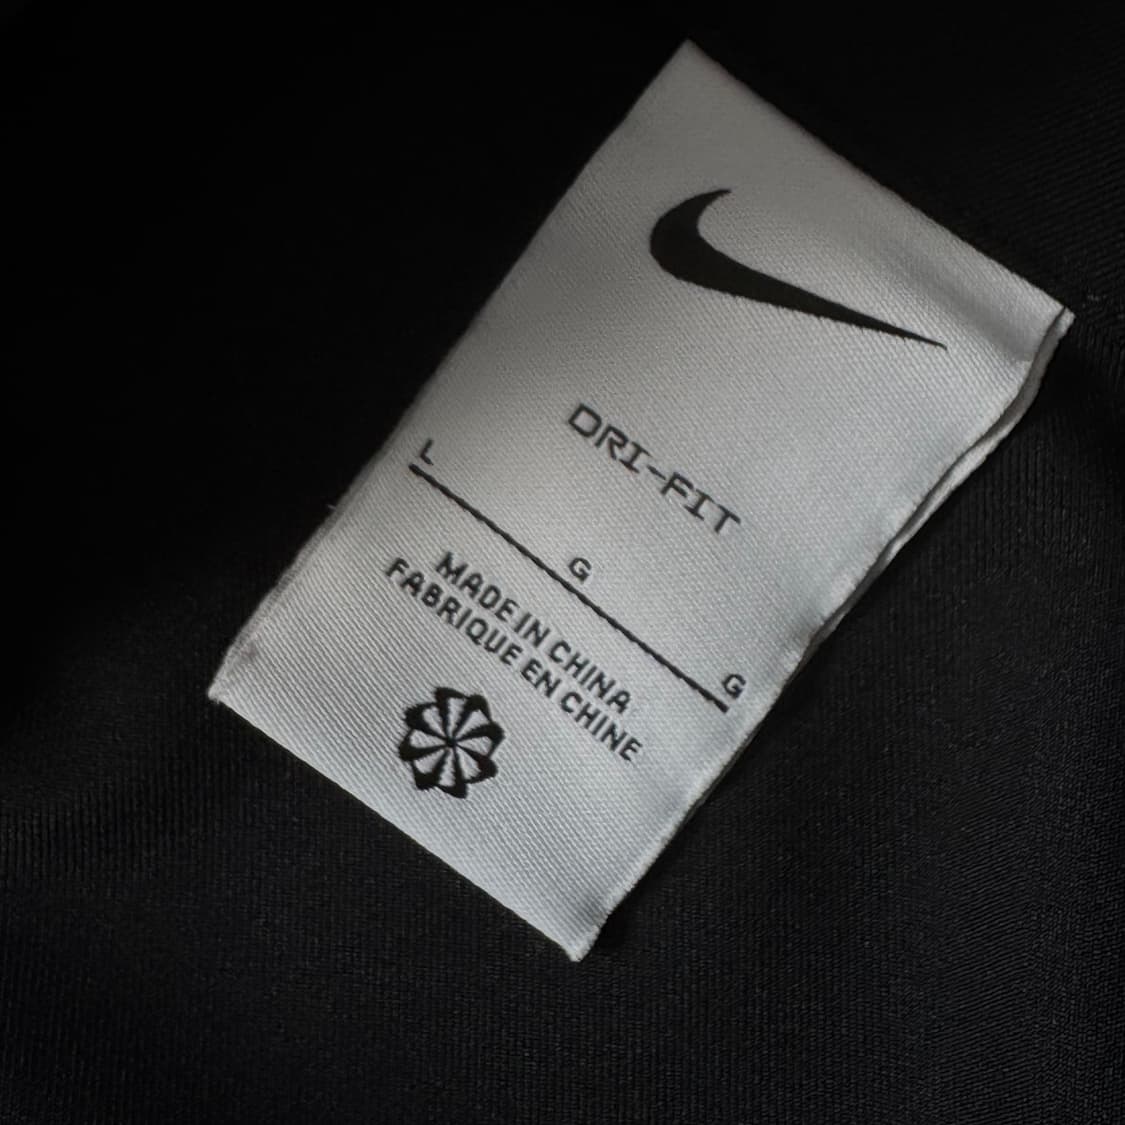 DRI-FIT
L G G
MADE IN CHINA
FABRIQUE EN CHINE